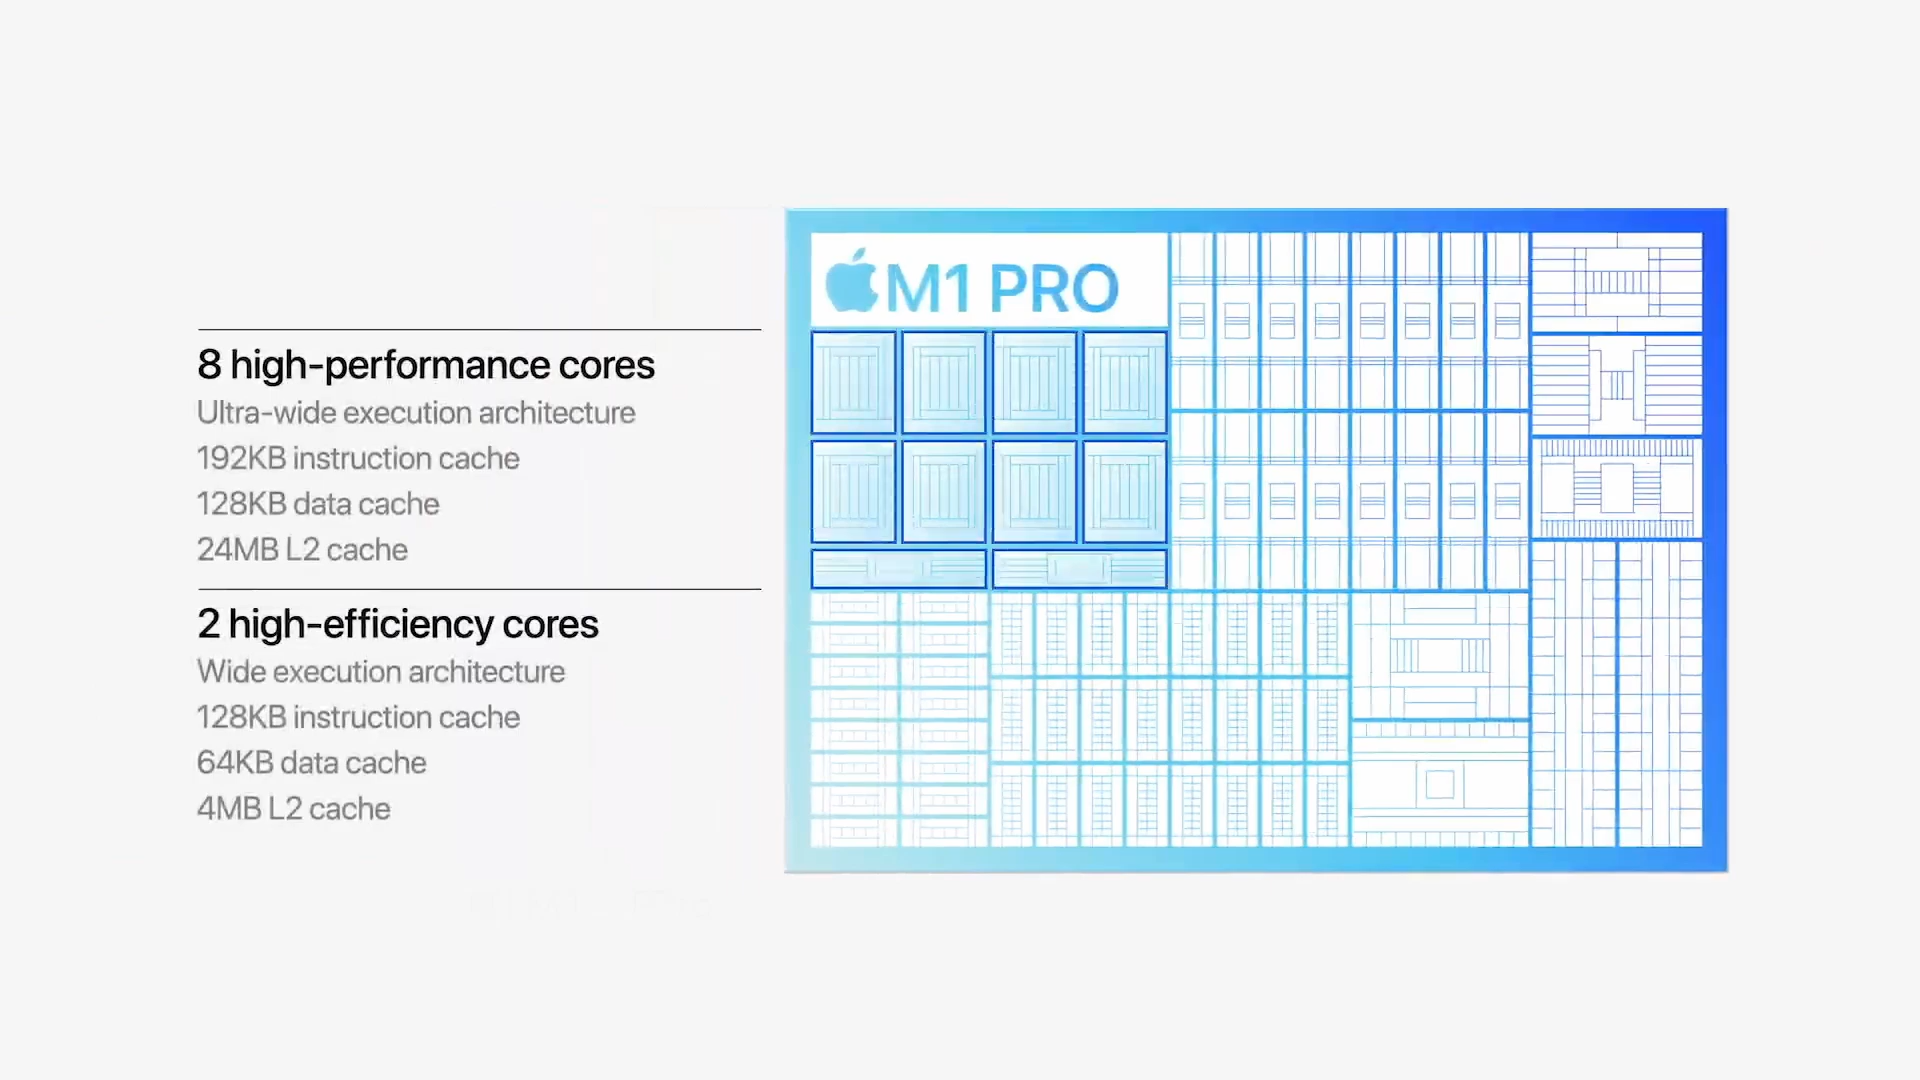 8 high-performance cores
Ultra-wide execution architecture
192KB instruction cache
128KB data cache
24MB L2 cache
2 high-efficiency cores
Wide execution architecture
128KB instruction cache
64KB data cache
4MB L2 cache
M1 PRO